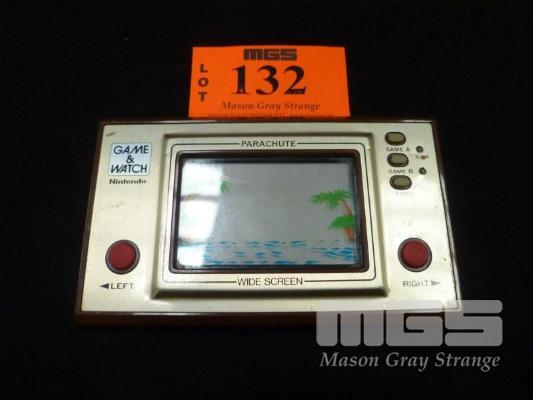 MGS
LOT
132
Mason Gray Strange
GAME & WATCH
Nintendo
PARACHUTE
GAME A
GAME B
TIME
◄LEFT
WIDE SCREEN
RIGHT►
MGS
Mason Gray Strange